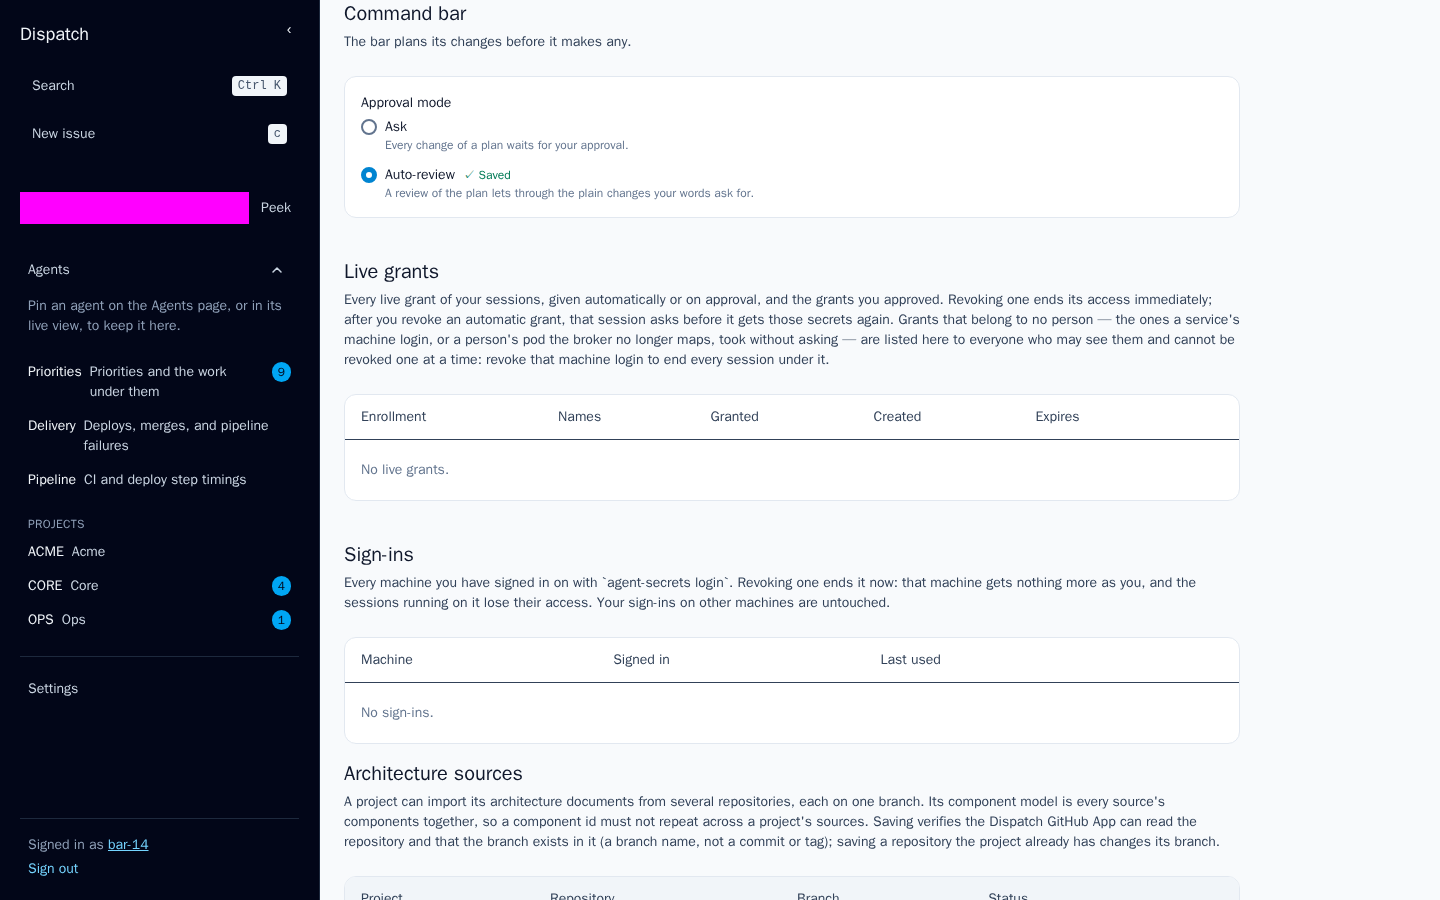 Dispatch
Search
Ctrl K
New issue
C
Peek
Agents
Pin an agent on the Agents page, or in its
live view, to keep it here.
Priorities Priorities and the work
under them
9
Delivery Deploys, merges, and pipeline
failures
Pipeline CI and deploy step timings
PROJECTS
ACME Acme
CORE Core
4
OPS Ops
1
Settings
Signed in as bar-14
Sign out
Command bar
The bar plans its changes before it makes any.
Approval mode
Ask
Every change of a plan waits for your approval.
Auto-review ✓ Saved
A review of the plan lets through the plain changes your words ask for.
Live grants
Every live grant of your sessions, given automatically or on approval, and the grants you approved. Revoking one ends its access immediately;
after you revoke an automatic grant, that session asks before it gets those secrets again. Grants that belong to no person — the ones a service's
machine login, or a person's pod the broker no longer maps, took without asking — are listed here to everyone who may see them and cannot be
revoked one at a time: revoke that machine login to end every session under it.
Enrollment Names Granted Created Expires
No live grants.
Sign-ins
Every machine you have signed in on with `agent-secrets login`. Revoking one ends it now: that machine gets nothing more as you, and the
sessions running on it lose their access. Your sign-ins on other machines are untouched.
Machine Signed in Last used
No sign-ins.
Architecture sources
A project can import its architecture documents from several repositories, each on one branch. Its component model is every source's
components together, so a component id must not repeat across a project's sources. Saving verifies the Dispatch GitHub App can read the
repository and that the branch exists in it (a branch name, not a commit or tag); saving a repository the project already has changes its branch.
Project Repository Branch Status